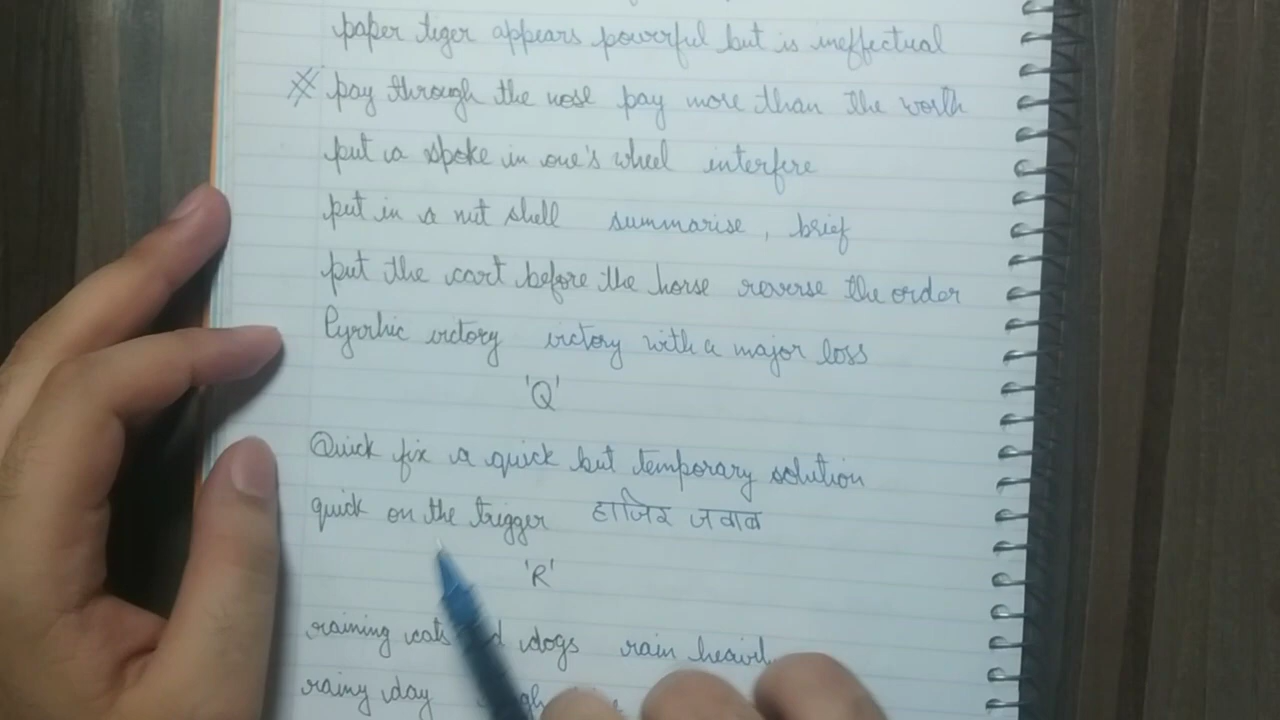 paper tiger appears powerful but is ineffectual
pay through the nose pay more than the worth
put a spoke in one's wheel interfire
put in a nut shell summarise, brief
put the cart before the horse reverse the order
Pyrrhic victory victory with a major loss
'Q'
Quick fix a quick but temporary solution
quick on the trigger हाजिर जवाब
'R'
raining cats dogs rain
rainy day